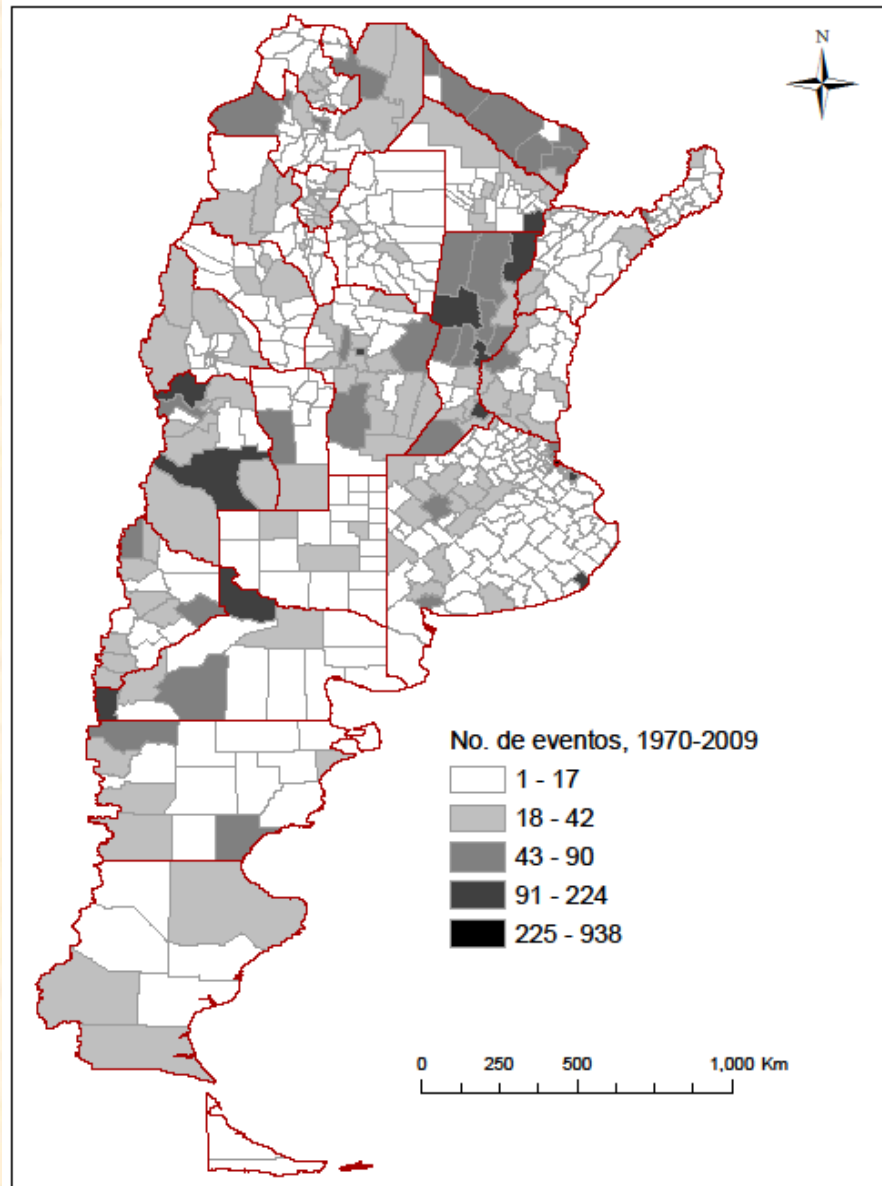 N
No. de eventos, 1970-2009
1 - 17
18 - 42
43 - 90
91 - 224
225 - 938
0 250 500 1,000 Km